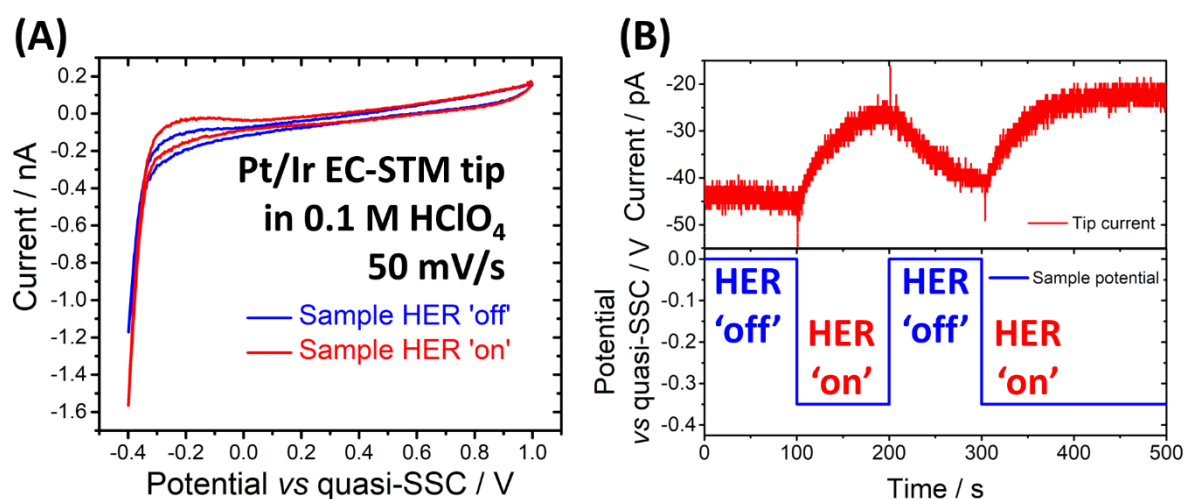 (A)
0.2
0.0
-0.2
-0.4
-0.6
-0.8
-1.0
-1.2
-1.4
-1.6
Current / nA
Pt/Ir EC-STM tip
in 0.1 M HClO₄
50 mV/s
Sample HER 'off'
Sample HER 'on'
-0.4 -0.2 0.0 0.2 0.4 0.6 0.8 1.0
Potential vs quasi-SSC / V
(B)
-20
-30
-40
-50
Current / pA
Tip current
0.0
-0.1
-0.2
-0.3
-0.4
Potential
vs quasi-SSC / V
Sample potential
HER
‘off’
HER
‘on’
HER
‘off’
HER
‘on’
0 100 200 300 400 500
Time / s